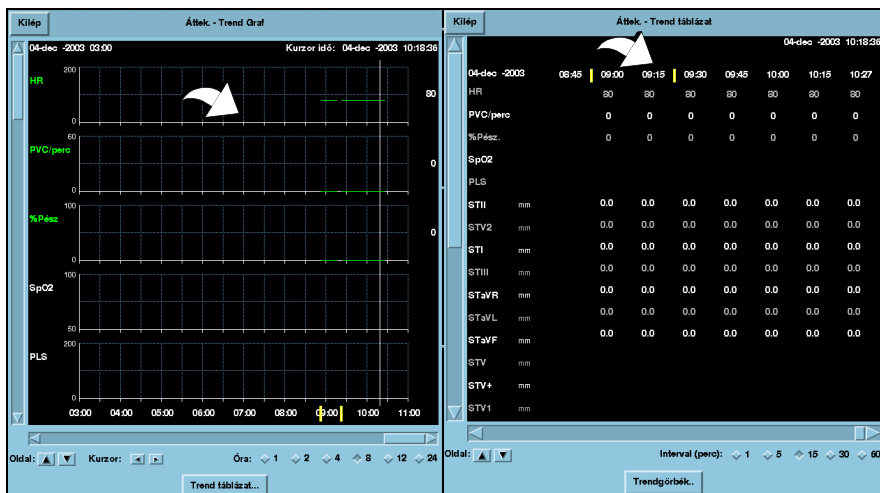 Kilép
Áttek. - Trend Graf
04-dec -2003 03:00
Kurzor idő: 04-dec -2003 10:18:36
HR
200
0
80
PVC/perc
60
0
0
%Pész
100
0
0
SpO2
100
50
PLS
200
0
03:00 04:00 05:00 06:00 07:00 08:00 09:00 10:00 11:00
Oldal: Kurzor: Óra: 1 2 4 8 12 24
Trend táblázat...
Kilép
Áttek. - Trend táblázat
04-dec -2003 10:18:36
04-dec -2003 08:45 09:00 09:15 09:30 09:45 10:00 10:15 10:27
HR 80 80 80 80 80 80 80
PVC/perc 0 0 0 0 0 0 0
%Pész. 0 0 0 0 0 0 0
SpO2
PLS
STII mm 0.0 0.0 0.0 0.0 0.0 0.0 0.0
STV2 mm 0.0 0.0 0.0 0.0 0.0 0.0 0.0
STI mm 0.0 0.0 0.0 0.0 0.0 0.0 0.0
STIII mm 0.0 0.0 0.0 0.0 0.0 0.0 0.0
STaVR mm 0.0 0.0 0.0 0.0 0.0 0.0 0.0
STaVL mm 0.0 0.0 0.0 0.0 0.0 0.0 0.0
STaVF mm 0.0 0.0 0.0 0.0 0.0 0.0 0.0
STV mm
STV+ mm
STV1 mm
Oldal: Interval (perc): 1 5 15 30 60
Trendgörbék..